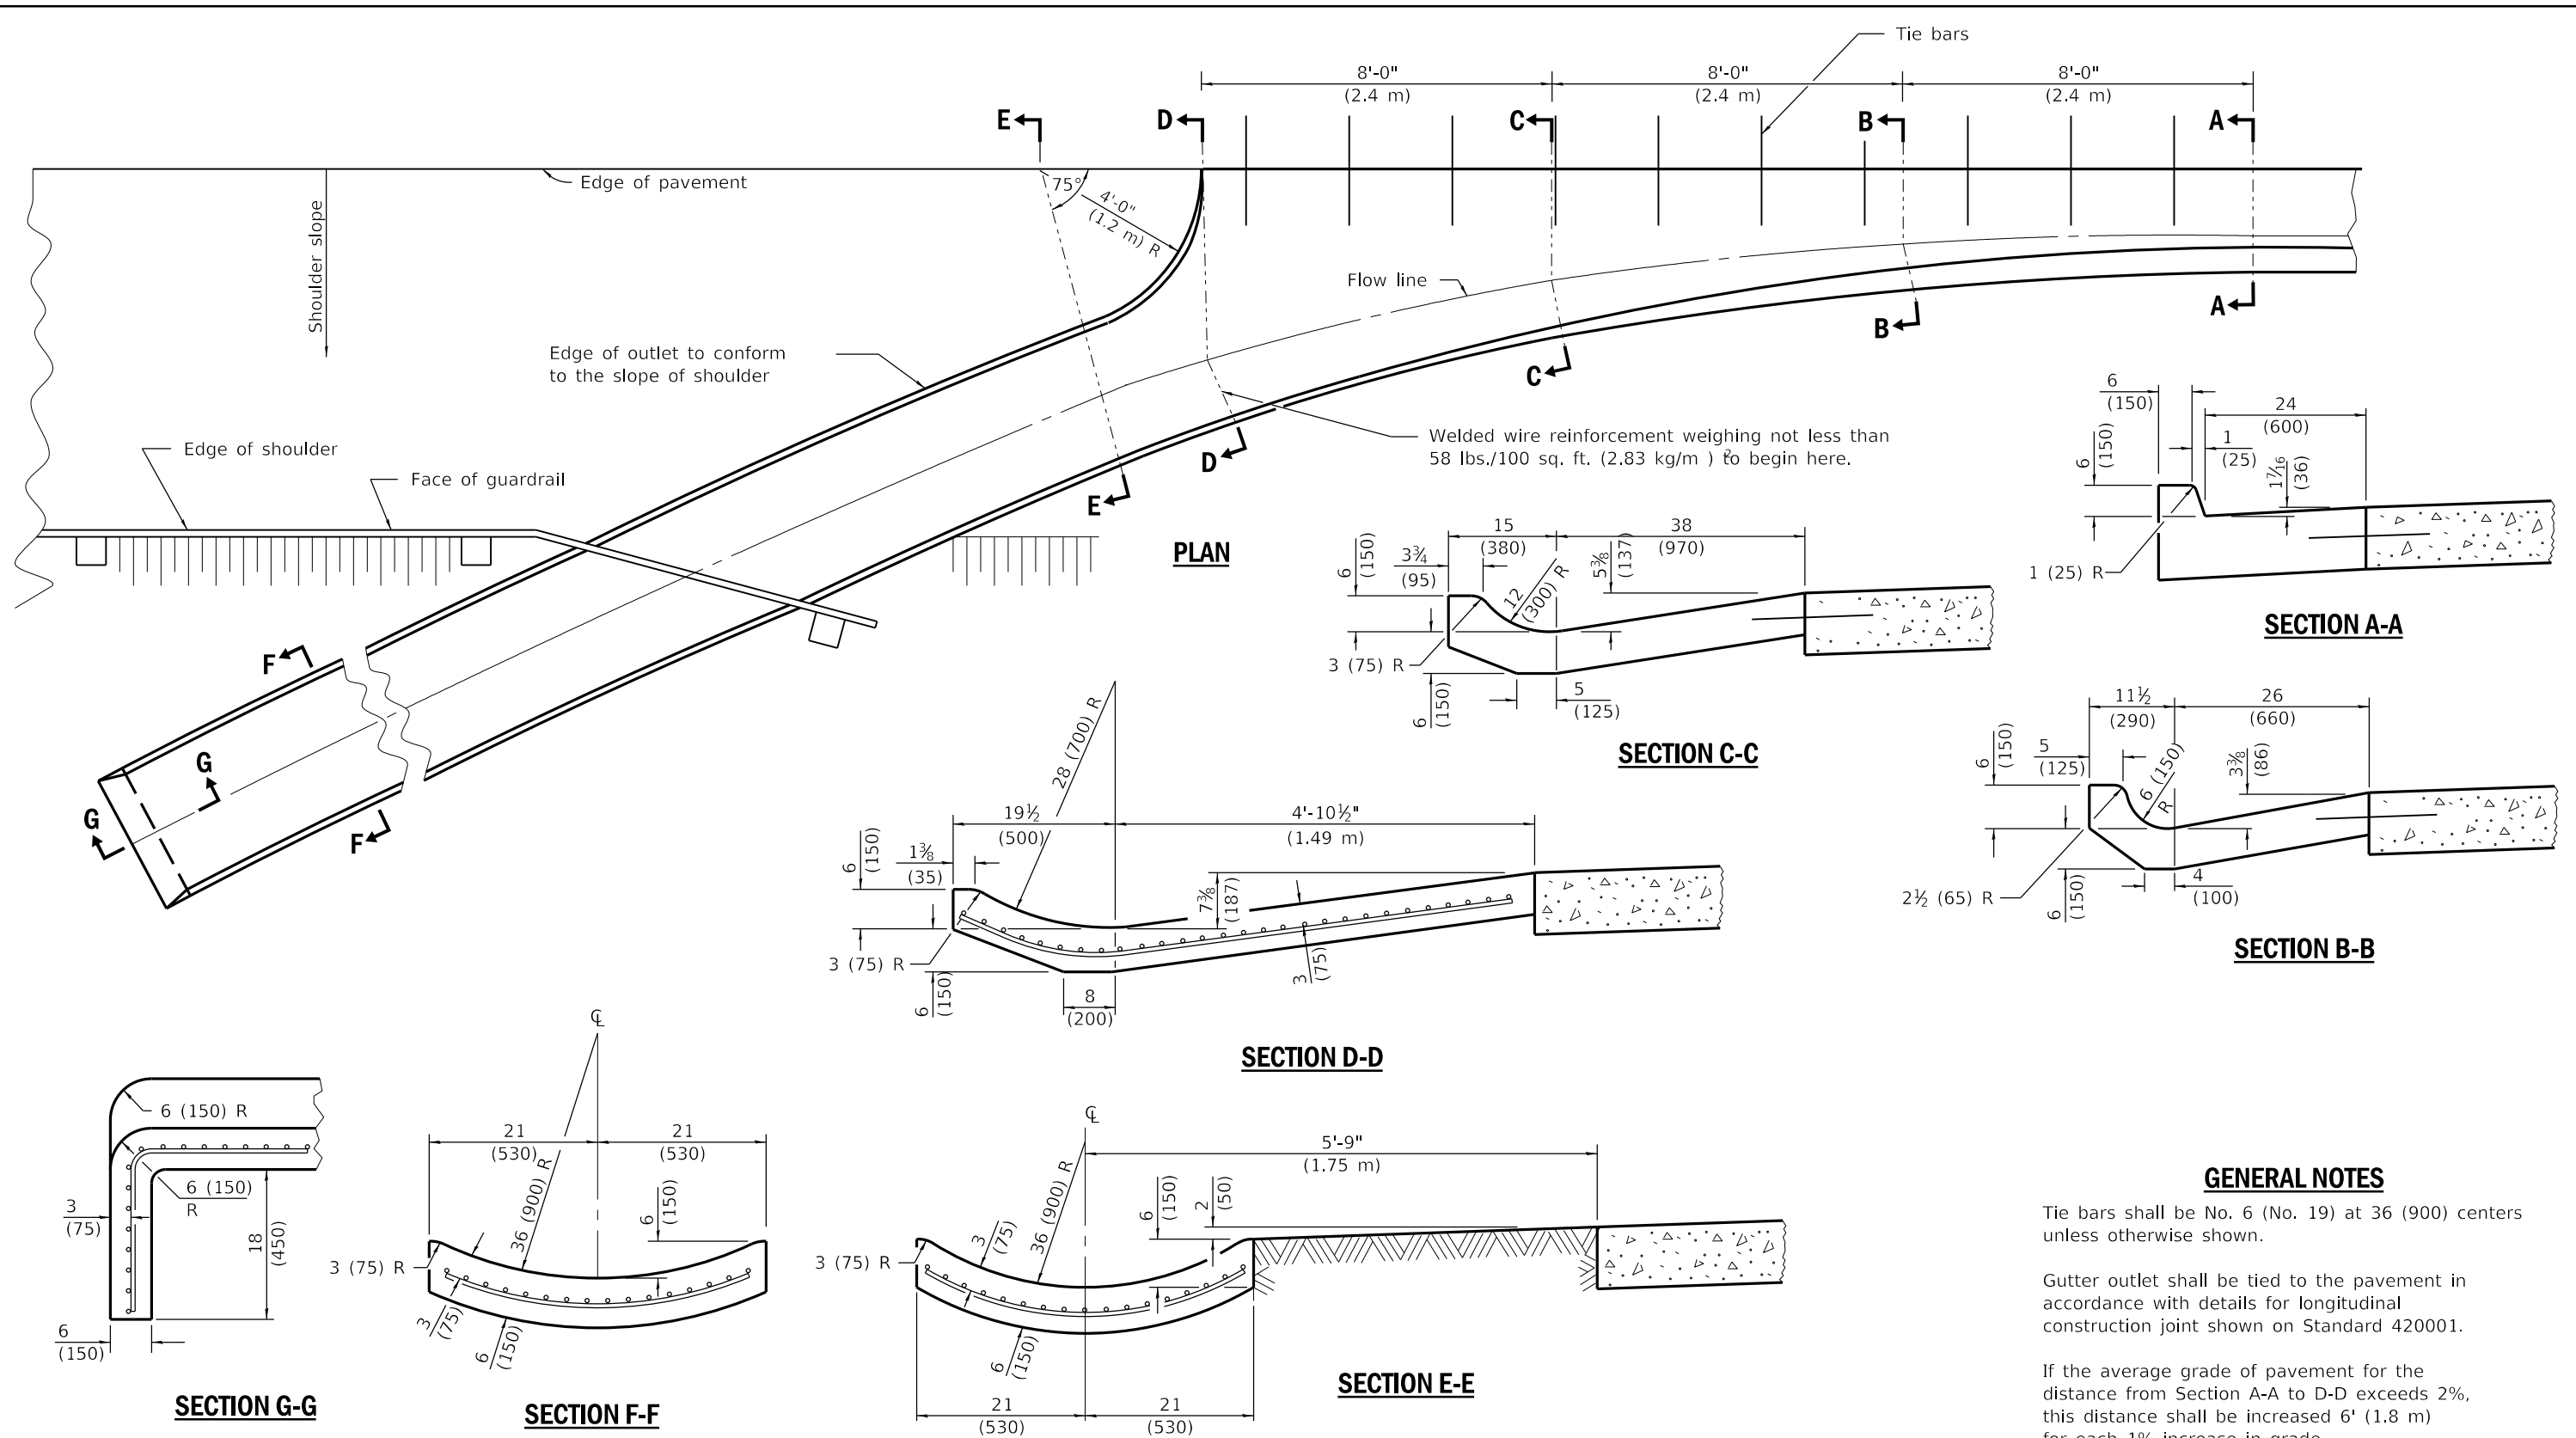 Tie bars
8'-0"
(2.4 m)
8'-0"
(2.4 m)
8'-0"
(2.4 m)
E
D
C
B
A
Edge of pavement
75°
4'-0"
(1.2 m) R
Shoulder slope
Flow line
A
B
C
D
E
Edge of outlet to conform
to the slope of shoulder
Edge of shoulder
Face of guardrail
Welded wire reinforcement weighing not less than
58 lbs./100 sq. ft. (2.83 kg/m ) 2 to begin here.
PLAN
F
F
G
G
6
(150)
24
(600)
6
(150)
1
(25)
1 7/16
(36)
1 (25) R
SECTION A-A
15
(380)
38
(970)
6
(150)
3¾
(95)
12
(300) R
5⅜
(137)
3 (75) R
6
(150)
5
(125)
SECTION C-C
11½
(290)
26
(660)
6
(150)
5
(125)
6 (150)
R
3⅜
(86)
2½ (65) R
6
(150)
4
(100)
SECTION B-B
28 (700) R
19½
(500)
4'-10½"
(1.49 m)
6
(150)
1⅜
(35)
7⅜
(187)
3 (75) R
6
(150)
8
(200)
3
(75)
SECTION D-D
6 (150) R
3
(75)
6 (150)
R
18
(450)
6
(150)
SECTION G-G
℄
21
(530)
21
(530)
36 (900) R
6
(150)
3 (75) R
3
(75)
6
(150)
SECTION F-F
℄
5'-9"
(1.75 m)
3
(75)
36 (900) R
6
(150)
2
(50)
3 (75) R
6
(150)
21
(530)
21
(530)
SECTION E-E
GENERAL NOTES
Tie bars shall be No. 6 (No. 19) at 36 (900) centers
unless otherwise shown.
Gutter outlet shall be tied to the pavement in
accordance with details for longitudinal
construction joint shown on Standard 420001.
If the average grade of pavement for the
distance from Section A-A to D-D exceeds 2%,
this distance shall be increased 6' (1.8 m)
for each 1% increase in grade